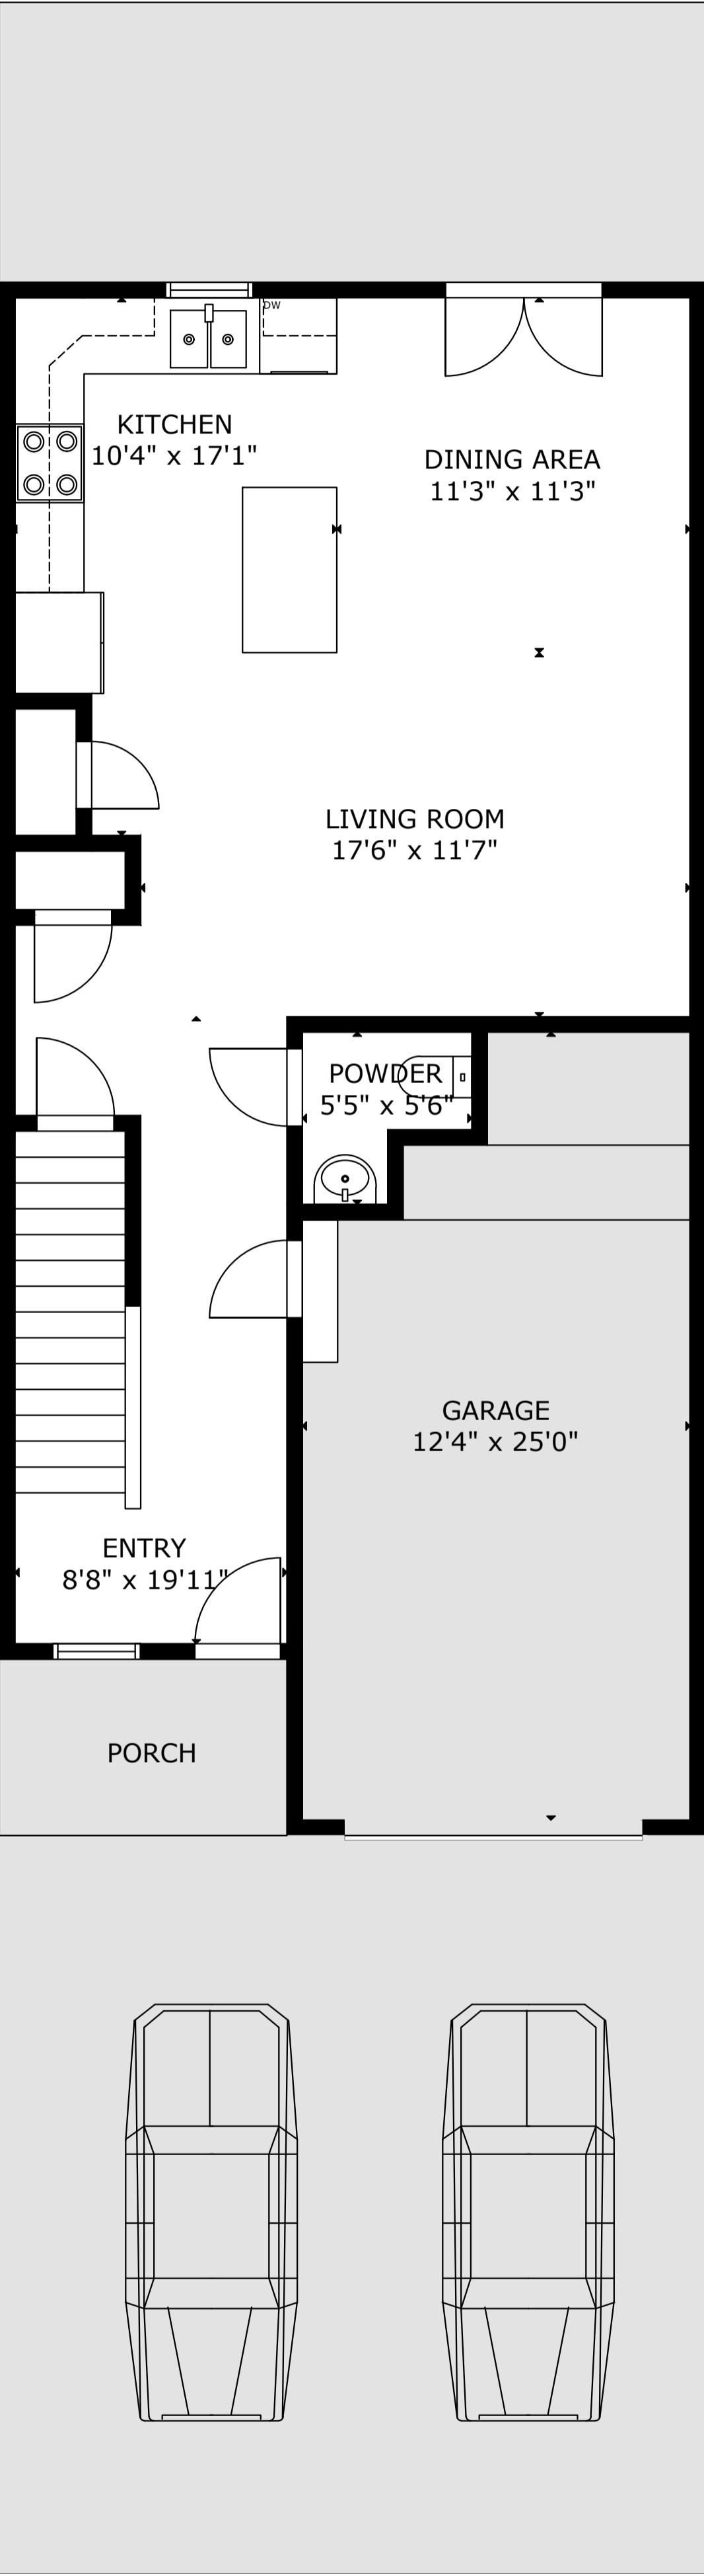 DW
KITCHEN
10'4" x 17'1"
DINING AREA
11'3" x 11'3"
LIVING ROOM
17'6" x 11'7"
POWDER
5'5" x 5'6"
GARAGE
12'4" x 25'0"
ENTRY
8'8" x 19'11"
PORCH